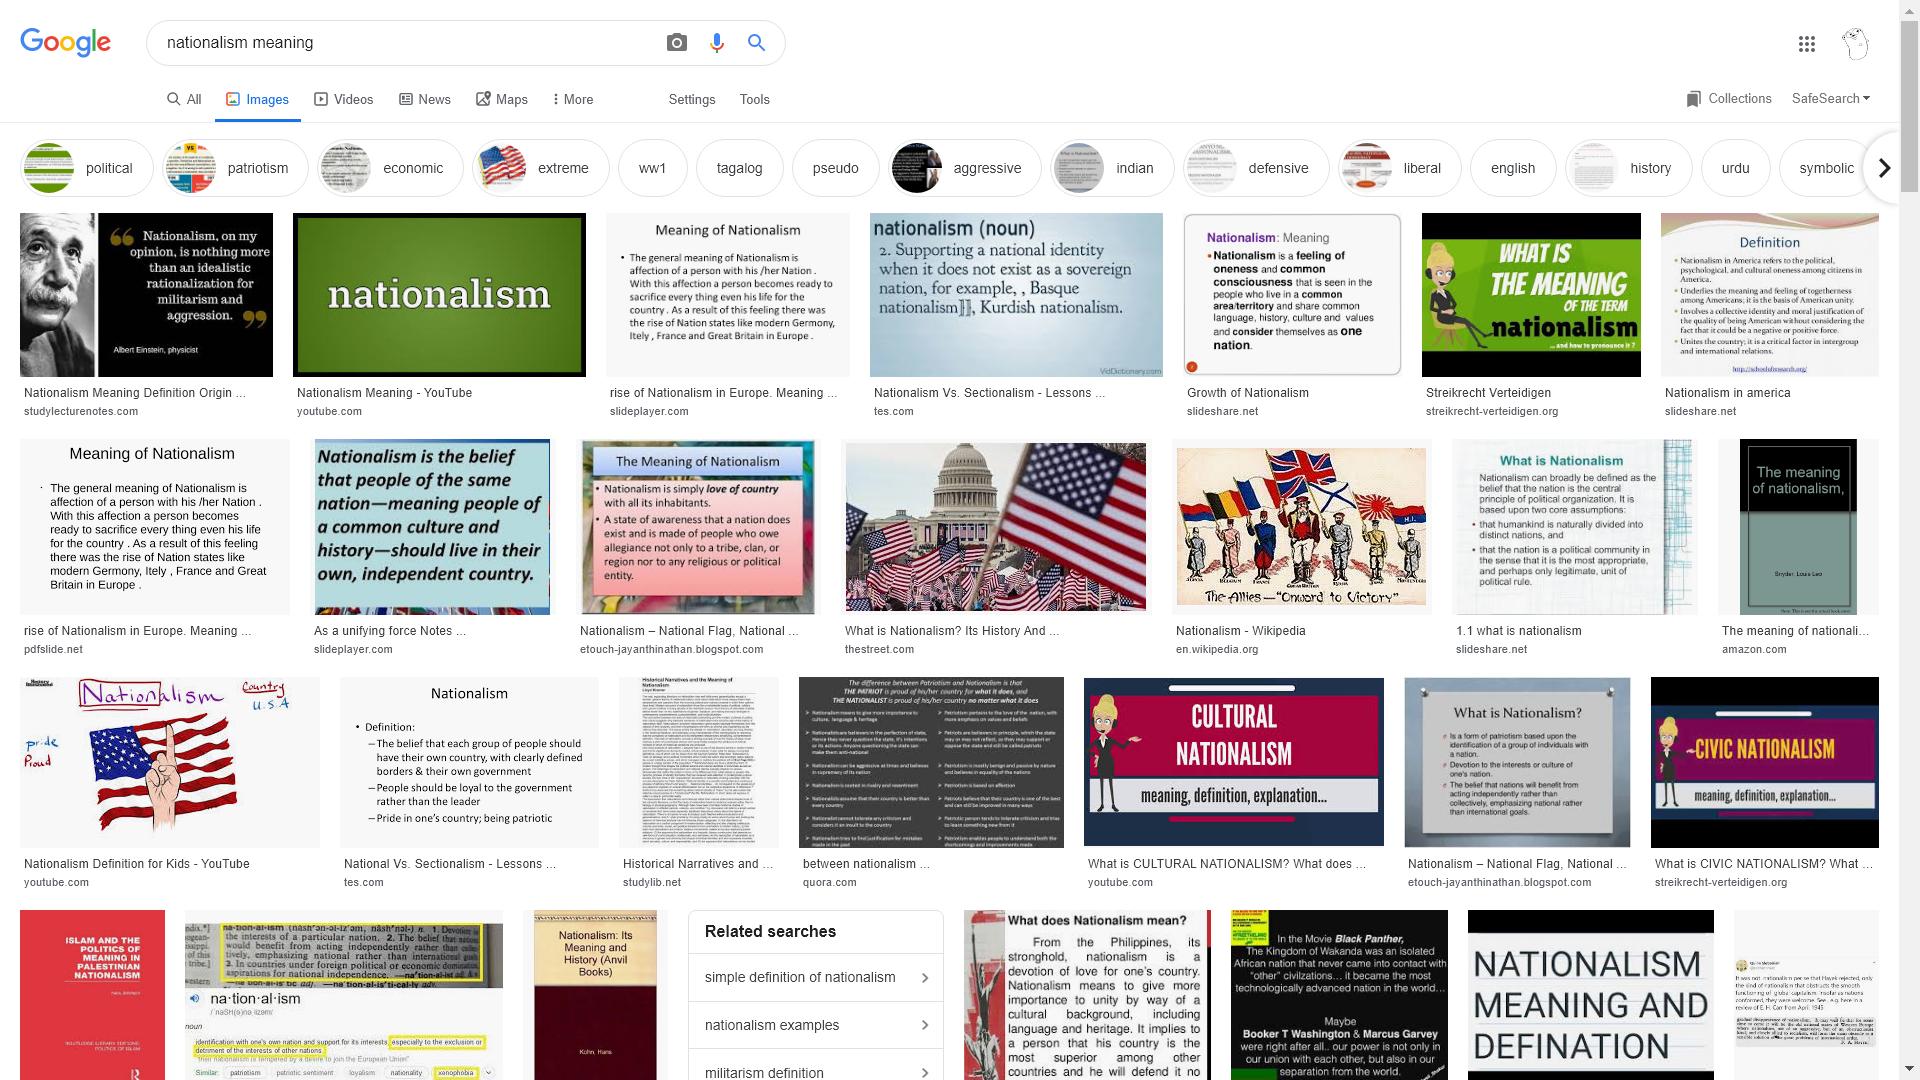 Google
nationalism meaning
All
Images
Videos
News
Maps
More
Settings
Tools
Collections
SafeSearch
political
patriotism
economic
extreme
ww1
tagalog
pseudo
aggressive
indian
defensive
liberal
english
history
urdu
symbolic
Nationalism, on my
opinion, is nothing more
than an idealistic
rationalization for
militarism and
aggression.
Albert Einstein, physicist
Nationalism Meaning Definition Origin ...
studylecturenotes.com
nationalism
Nationalism Meaning - YouTube
youtube.com
Meaning of Nationalism
• The general meaning of Nationalism is
affection of a person with his /her Nation .
With this affection a person becomes ready to
sacrifice every thing even his life for the
country . As a result of this feeling there was
the rise of Nation states like modern Germony,
Itely , France and Great Britain in Europe .
rise of Nationalism in Europe. Meaning ...
slideplayer.com
nationalism (noun)
2. Supporting a national identity
when it does not exist as a sovereign
nation, for example, , Basque
nationalism]], Kurdish nationalism.
VidDictionary.com
Nationalism Vs. Sectionalism - Lessons ...
tes.com
Nationalism: Meaning
• Nationalism is a feeling of
oneness and common
consciousness that is seen in the
people who live in a common
area/territory and share common
language, history, culture and values
and consider themselves as one
nation.
Growth of Nationalism
slideshare.net
WHAT IS
THE MEANING
OF THE TERM
nationalism
... and how to pronounce it ?
Streikrecht Verteidigen
streikrecht-verteidigen.org
Definition
• Nationalism in America refers to the political,
psychological, and cultural oneness among citizens in
America.
• Underlies the meaning and feeling of togetherness
among Americans; it is the basis of American unity.
• Involves a collective identity and moral justification of
the quality of being American without considering the
fact that it could be a negative or positive force.
• Unites the country; it is a critical factor in intergroup
and international relations.
Nationalism in america
slideshare.net
Meaning of Nationalism
· The general meaning of Nationalism is
affection of a person with his /her Nation .
With this affection a person becomes
ready to sacrifice every thing even his life
for the country . As a result of this feeling
there was the rise of Nation states like
modern Germony, Itely , France and Great
Britain in Europe .
rise of Nationalism in Europe. Meaning ...
pdfslide.net
Nationalism is the belief
that people of the same
nation—meaning people of
a common culture and
history—should live in their
own, independent country.
As a unifying force Notes ...
slideplayer.com
The Meaning of Nationalism
• Nationalism is simply love of country
with all its inhabitants.
• A state of awareness that a nation does
exist and is made of people who owe
allegiance not only to a tribe, clan, or
region nor to any religious or political
entity.
Nationalism – National Flag, National ...
etouch-jayanthinathan.blogspot.com
What is Nationalism? Its History And ...
thestreet.com
The Allies—"Onward to Victory"
Nationalism - Wikipedia
en.wikipedia.org
What is Nationalism
Nationalism can broadly be defined as the
belief that the nation is the central
principle of political organization. It is
based upon two core assumptions:
• that humankind is naturally divided into
distinct nations, and
• that the nation is a political community in
the sense that it is the most appropriate,
and perhaps only legitimate, unit of
political rule.
1.1 what is nationalism
slideshare.net
The meaning
of nationalism,
Snyder, Louis Leo
The meaning of nationali...
amazon.com
Nationalism
Country
U.S.A
pride
Proud
Nationalism Definition for Kids - YouTube
youtube.com
Nationalism
• Definition:
–The belief that each group of people should
have their own country, with clearly defined
borders & their own government
–People should be loyal to the government
rather than the leader
–Pride in one's country; being patriotic
National Vs. Sectionalism - Lessons ...
tes.com
Historical Narratives and the Meaning of
Nationalism
Lloyd Kramer
Historical Narratives and ...
studylib.net
The difference between Patriotism and Nationalism is that
THE PATRIOT is proud of his/her country for what it does, and
THE NATIONALIST is proud of his/her country no matter what it
does
between nationalism ...
quora.com
CULTURAL
NATIONALISM
meaning, definition, explanation...
What is CULTURAL NATIONALISM? What does ...
youtube.com
What is Nationalism?
Is a form of patriotism based upon the
identification of a group of individuals with
a nation.
Devotion to the interests or culture of
one's nation.
The belief that nations will benefit from
acting independently rather than
collectively, emphasizing national rather
than international goals.
Nationalism – National Flag, National ...
etouch-jayanthinathan.blogspot.com
CIVIC NATIONALISM
meaning, definition, explanation...
What is CIVIC NATIONALISM? What ...
streikrecht-verteidigen.org
ISLAM AND THE
POLITICS OF
MEANING IN
PALESTINIAN
NATIONALISM
the interests of a particular nation. 2. The belief that
would benefit from acting independently rather than
emphasizing national rather than international
3. In countries under foreign political or economic
aspirations for national independence.
na·tion·al·ism
noun
identification with one's own nation and support for its interests, especially to the exclusion or
detriment of the interests of other nations.
Similar: patriotism patriotic sentiment loyalism nationality xenophobia
Nationalism: Its
Meaning and
History (Anvil
Books)
Kohn, Hans
Related searches
simple definition of nationalism
nationalism examples
militarism definition
What does Nationalism mean?
From the Philippines, its
stronghold, nationalism is a
devotion of love for one's country.
Nationalism means to give more
importance to unity by way of a
cultural background, including
language and heritage. It implies to
a person that his country is the
most superior among other
countries and he will defend it no
In the Movie Black Panther,
The Kingdom of Wakanda was an isolated
African nation that never came into contact with
"other" civilzations... it became the most
technologically advanced nation in the world...
Maybe
Booker T Washington & Marcus Garvey
were right after all.. our power is not only in
our union with each other, but also in our
separation from the world.
NATIONALISM
MEANING AND
DEFINATION